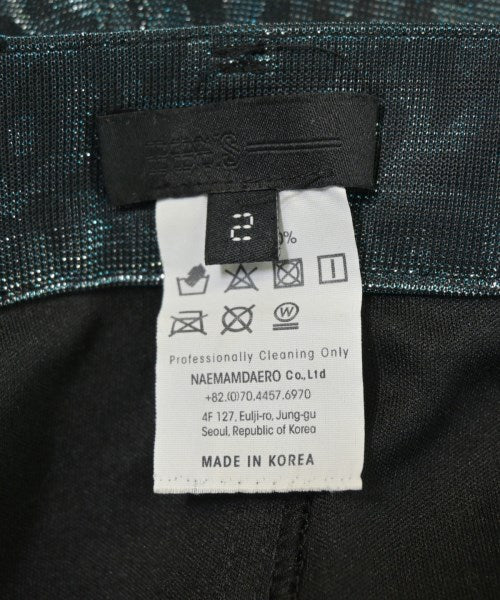 2
0%
W
Professionally Cleaning Only
NAEMAMDAERO Co., Ltd
+82.(0)70.4457.6970
4F 127, Eulji-ro, Jung-gu
Seoul, Republic of Korea
MADE IN KOREA